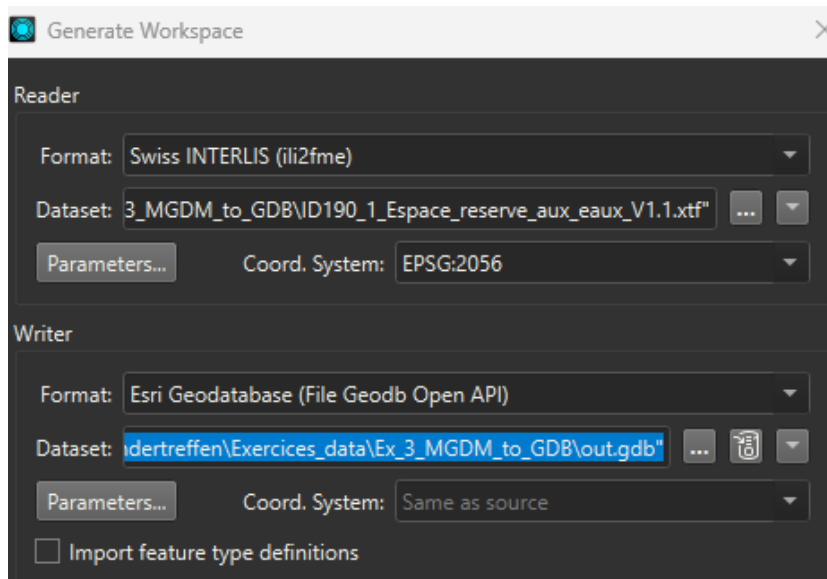 Generate Workspace
Reader
Format: Swiss INTERLIS (ili2fme)
Dataset: 3_MGDM_to_GDB\ID190_1_Espace_reserve_aux_eaux_V1.1.xtf" ...
Parameters... Coord. System: EPSG:2056
Writer
Format: Esri Geodatabase (File Geodb Open API)
Dataset: ndertreffen\Exercices_data\Ex_3_MGDM_to_GDB\out.gdb" ...
Parameters... Coord. System: Same as source
Import feature type definitions